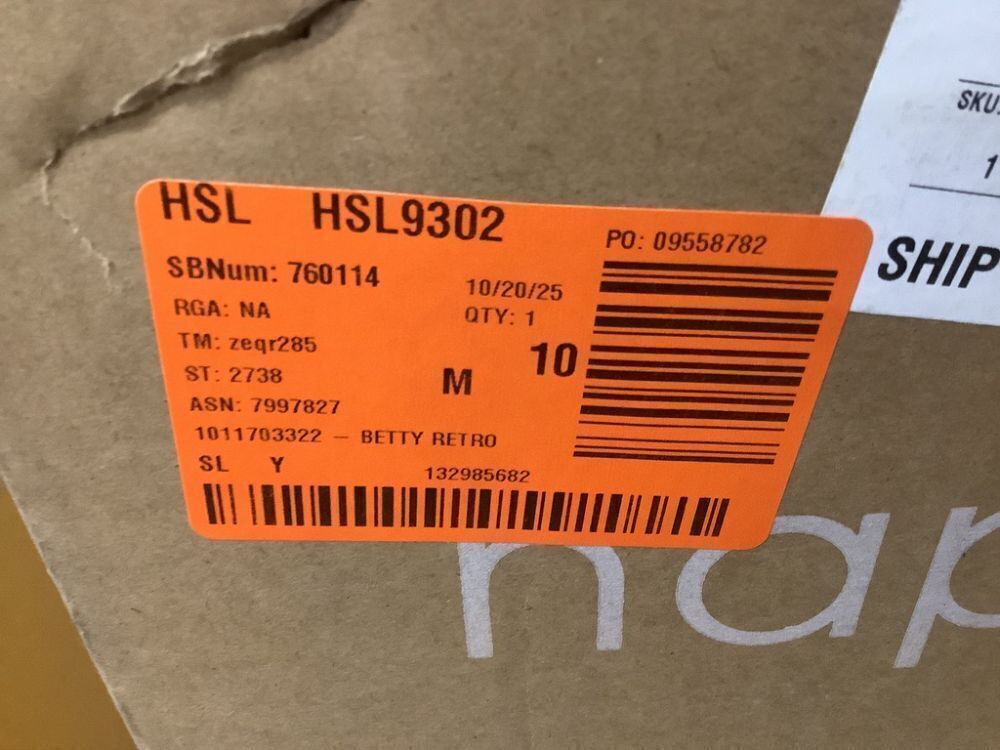 HSL HSL9302
PO: 09558782
SBNum: 760114
10/20/25
RGA: NA
QTY: 1
TM: zeqr285
10
ST: 2738
M
ASN: 7997827
1011703322 – BETTY RETRO
SL Y
132985682
SKU
1
SHIP
nap